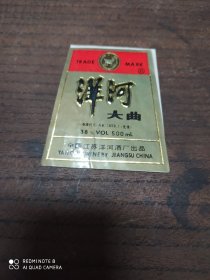 TRADE MARK
洋河
大曲
38% VOL 500ml
中国江苏洋河酒厂出品
YANGHE WINERY JIANGSU CHINA
REDMI NOTE 8
AI QUAD CAMERA